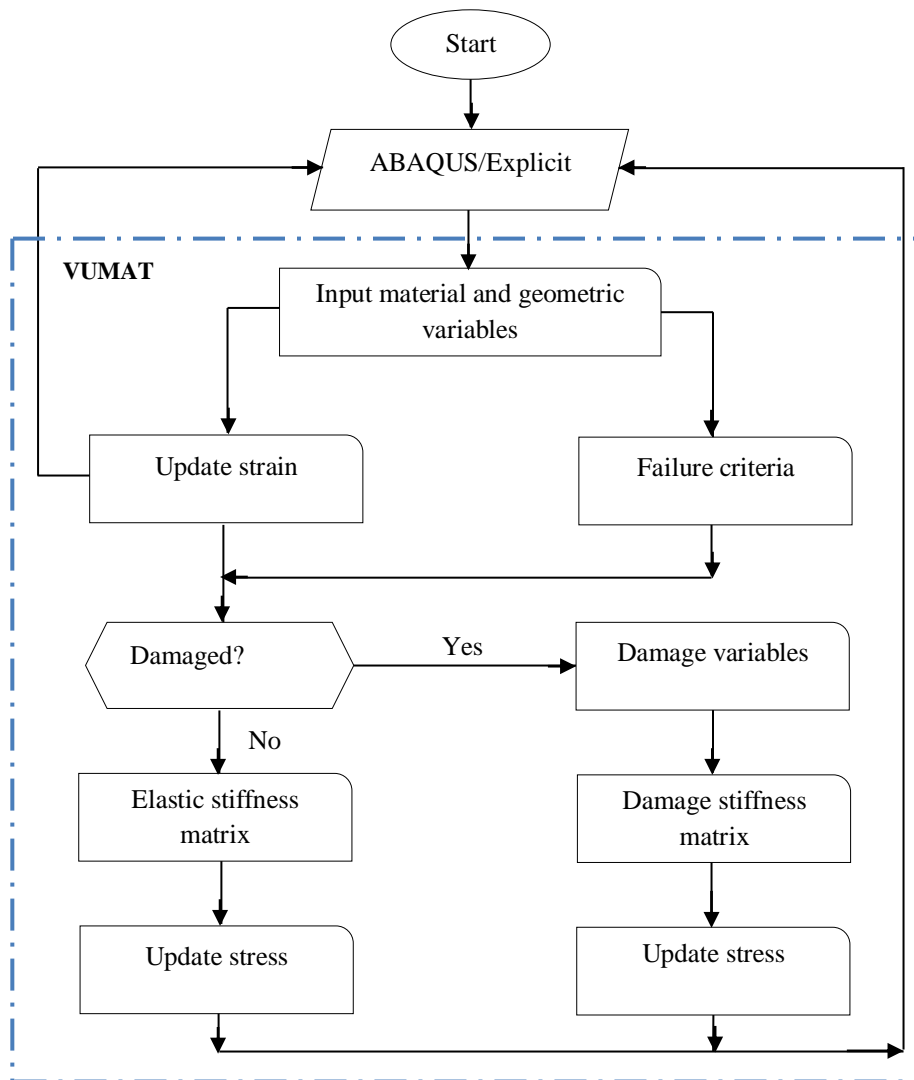 Start
ABAQUS/Explicit
VUMAT
Input material and geometric
variables
Update strain
Failure criteria
Damaged?
Yes
Damage variables
No
Elastic stiffness
matrix
Damage stiffness
matrix
Update stress
Update stress